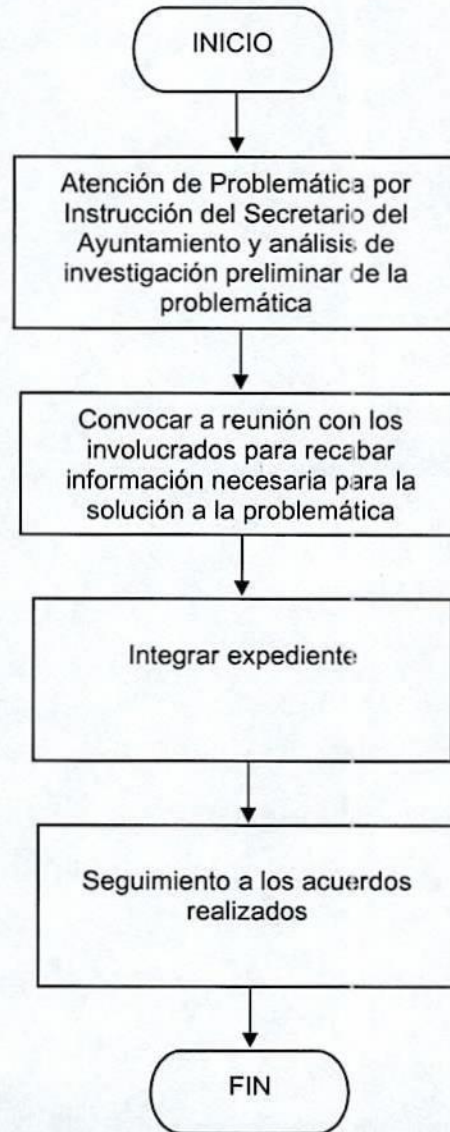 INICIO
Atención de Problemática por
Instrucción del Secretario del
Ayuntamiento y análisis de
investigación preliminar de la
problemática
Convocar a reunión con los
involucrados para recabar
información necesaria para la
solución a la problemática
Integrar expediente
Seguimiento a los acuerdos
realizados
FIN